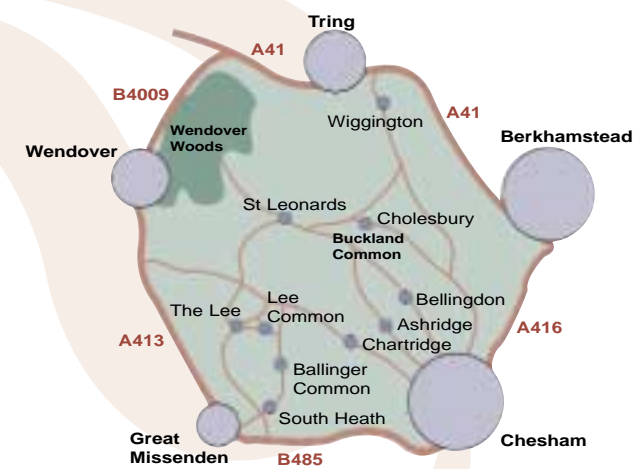 Tring
A41
B4009
A41
Wiggington
Wendover
Woods
Berkhamstead
Wendover
St Leonards
Cholesbury
Buckland
Common
Bellingdon
Lee
Common
The Lee
Ashridge
A416
A413
Chartridge
Ballinger
Common
South Heath
Great
Missenden
Chesham
B485